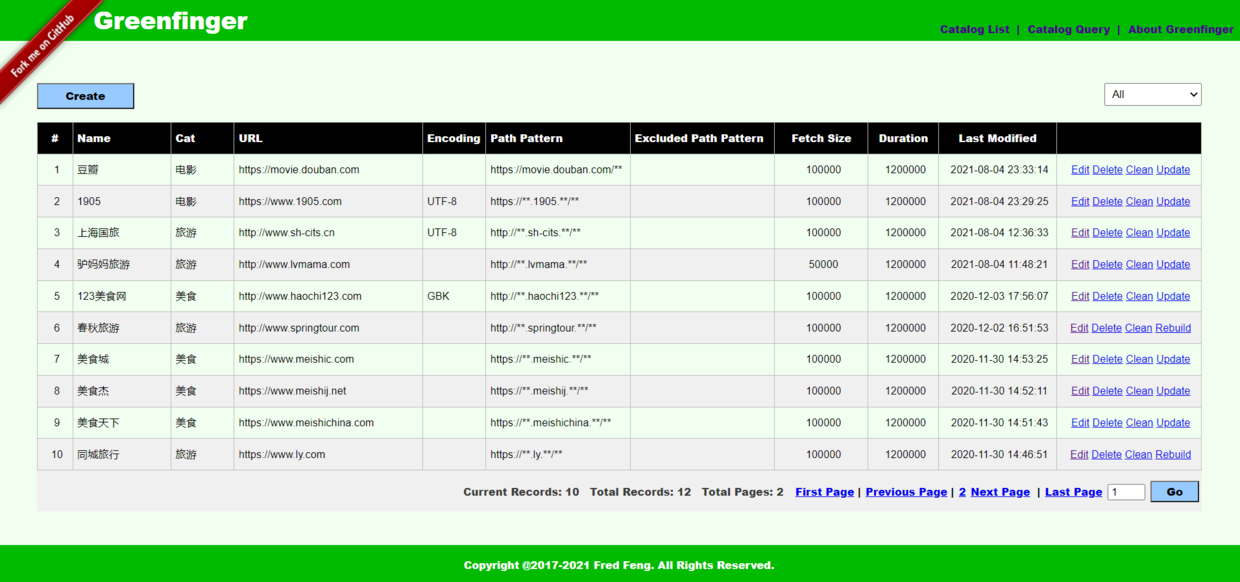 Fork me on GitHub
Greenfinger
Catalog List | Catalog Query | About Greenfinger
Create All
# Name Cat URL Encoding Path Pattern Excluded Path Pattern Fetch Size Duration Last Modified
1 豆瓣 电影 https://movie.douban.com https://movie.douban.com/** 100000 1200000 2021-08-04 23:33:14 Edit Delete Clean Update
2 1905 电影 https://www.1905.com UTF-8 https://**.1905.**/** 100000 1200000 2021-08-04 23:29:25 Edit Delete Clean Update
3 上海国旅 旅游 http://www.sh-cits.cn UTF-8 http://**.sh-cits.**/** 100000 1200000 2021-08-04 12:36:33 Edit Delete Clean Update
4 驴妈妈旅游 旅游 http://www.lvmama.com http://**.lvmama.**/** 50000 1200000 2021-08-04 11:48:21 Edit Delete Clean Update
5 123美食网 美食 http://www.haochi123.com GBK http://**.haochi123.**/** 100000 1200000 2020-12-03 17:56:07 Edit Delete Clean Update
6 春秋旅游 旅游 http://www.springtour.com http://**.springtour.**/** 100000 1200000 2020-12-02 16:51:53 Edit Delete Clean Rebuild
7 美食城 美食 https://www.meishic.com https://**.meishic.**/** 100000 1200000 2020-11-30 14:53:25 Edit Delete Clean Update
8 美食杰 美食 https://www.meishij.net https://**.meishij.**/** 100000 1200000 2020-11-30 14:52:11 Edit Delete Clean Update
9 美食天下 美食 https://www.meishichina.com https://**.meishichina.**/** 100000 1200000 2020-11-30 14:51:43 Edit Delete Clean Update
10 同城旅行 旅游 https://www.ly.com https://**.ly.**/** 100000 1200000 2020-11-30 14:46:51 Edit Delete Clean Rebuild
Current Records: 10 Total Records: 12 Total Pages: 2 First Page | Previous Page | 2 Next Page | Last Page 1 Go
Copyright @2017-2021 Fred Feng. All Rights Reserved.